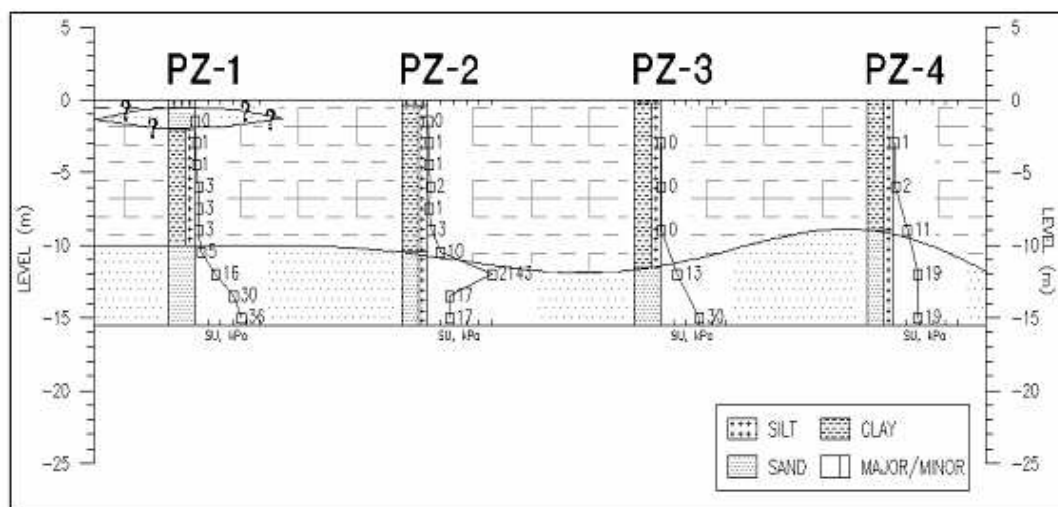 5 5
PZ-1 PZ-2 PZ-3 PZ-4
0 0
? ? ? ?
0 0
1 1 0 1
1 1
-5 -5
3 2 0 2
3 1
3 3 0 11
-10 -10
5 10
16 2143 13 19
30 17
36 17 30 19
-15 -15
SU, kPa SU, kPa SU, kPa SU, kPa
LEVEL (m) LEVEL (m)
-20 -20
SILT CLAY
SAND MAJOR/MINOR
-25 -25